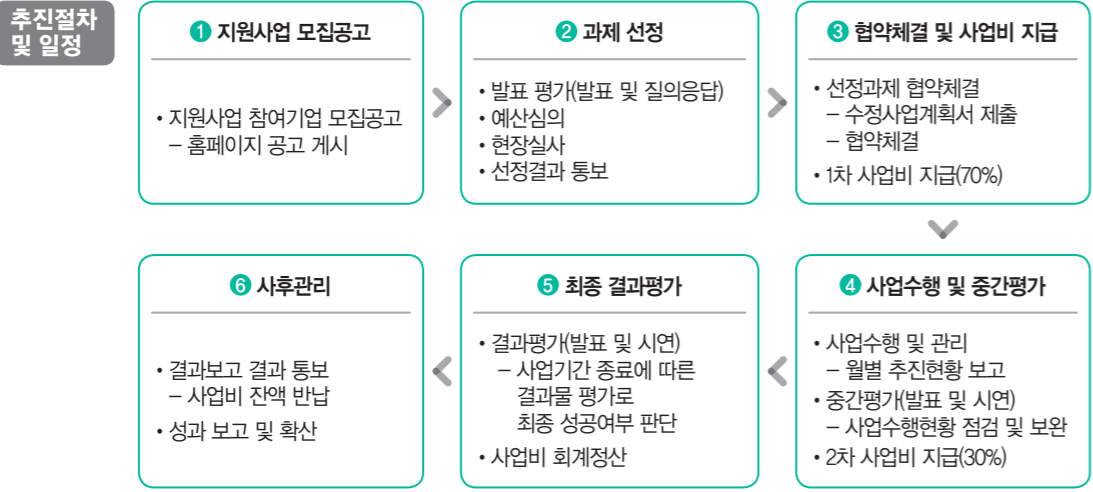 추진절차
및 일정
❶ 지원사업 모집공고
• 지원사업 참여기업 모집공고
– 홈페이지 공고 게시
❷ 과제 선정
• 발표 평가(발표 및 질의응답)
• 예산심의
• 현장실사
• 선정결과 통보
❸ 협약체결 및 사업비 지급
• 선정과제 협약체결
– 수정사업계획서 제출
– 협약체결
• 1차 사업비 지급(70%)
❹ 사업수행 및 중간평가
• 사업수행 및 관리
– 월별 추진현황 보고
• 중간평가(발표 및 시연)
– 사업수행현황 점검 및 보완
• 2차 사업비 지급(30%)
❺ 최종 결과평가
• 결과평가(발표 및 시연)
– 사업기간 종료에 따른
결과물 평가로
최종 성공여부 판단
• 사업비 회계정산
❻ 사후관리
• 결과보고 결과 통보
– 사업비 잔액 반납
• 성과 보고 및 확산